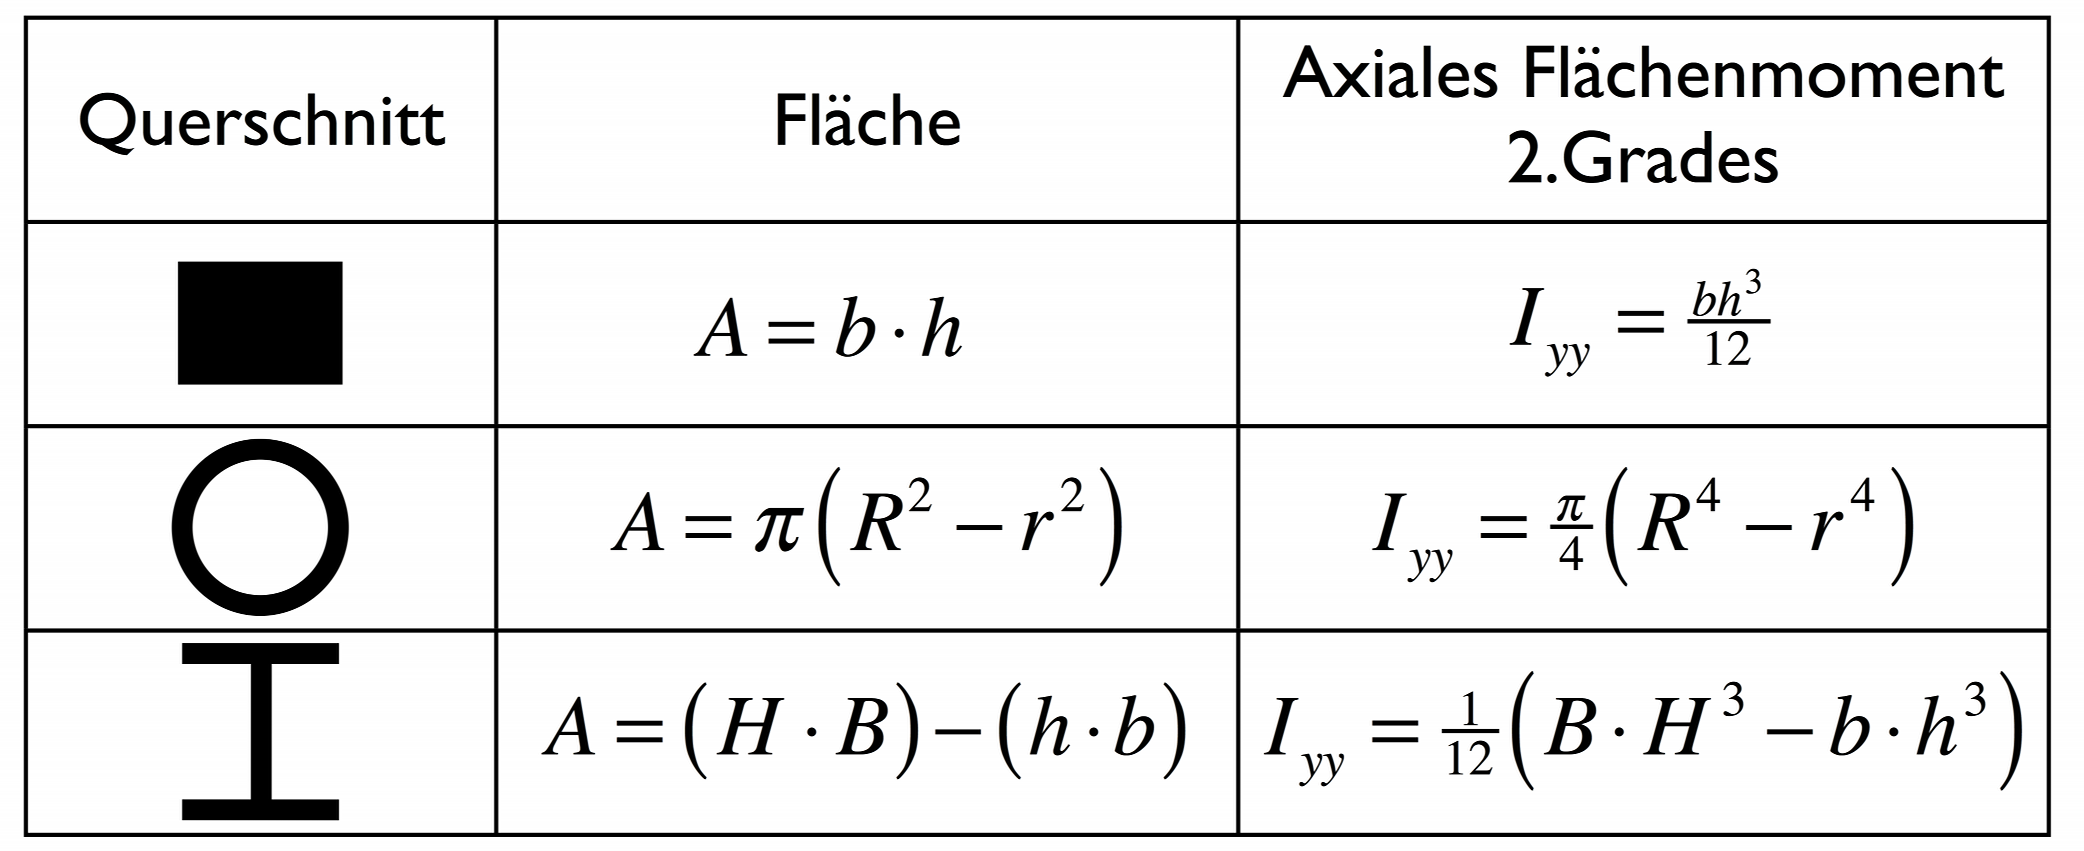 Querschnitt
Fläche
Axiales Flächenmoment
2.Grades
A = b · h
I_yy = bh³/12
A = π(R² − r²)
I_yy = π/4(R⁴ − r⁴)
A = (H · B) − (h · b)
I_yy = 1/12(B · H³ − b · h³)